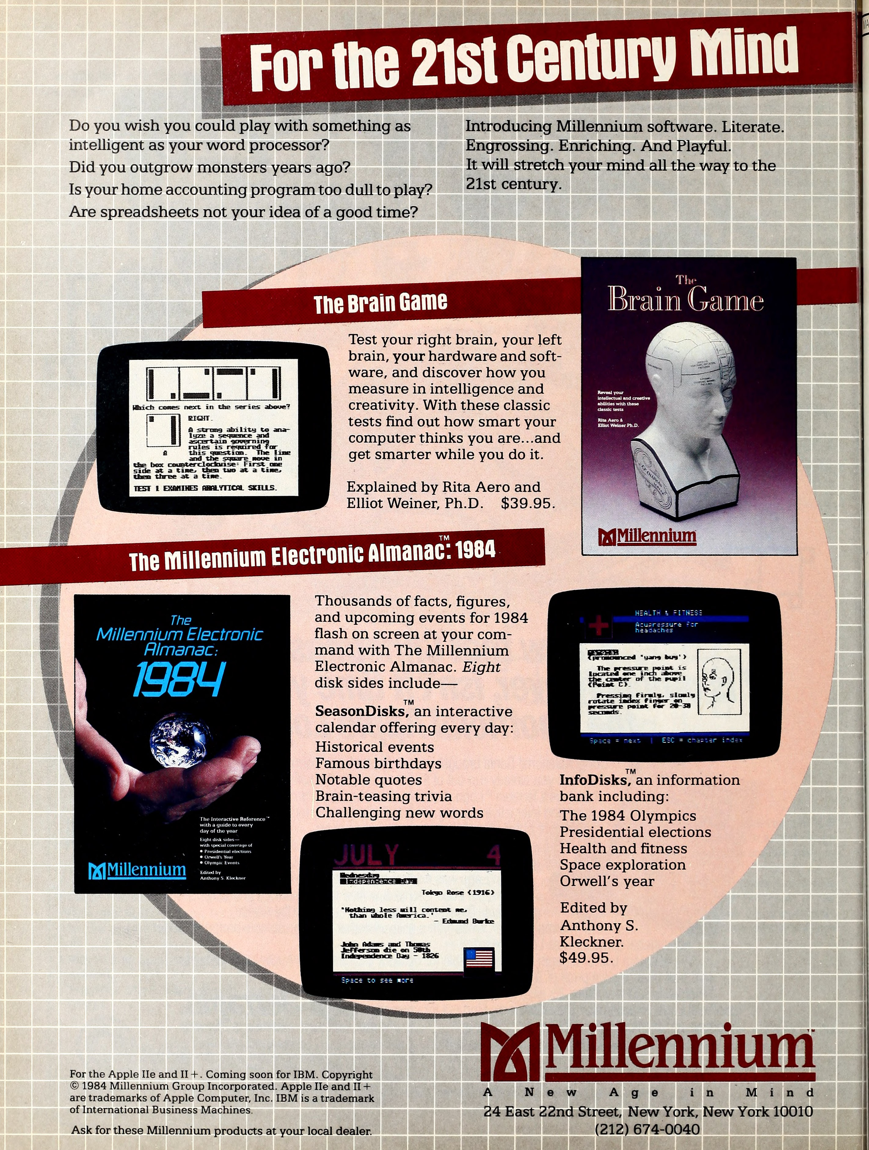 For the 21st Century Mind
Do you wish you could play with something as
intelligent as your word processor?
Did you outgrow monsters years ago?
Is your home accounting program too dull to play?
Are spreadsheets not your idea of a good time?
Introducing Millennium software. Literate.
Engrossing. Enriching. And Playful.
It will stretch your mind all the way to the
21st century.
The Brain Game
Which comes next in the series above?
RIGHT.
A strong ability to ana-
lyze a sequence and
ascertain governing
rules is required for
this question. The line
and the square move in
the box counterclockwise: First one
side at a time, then two at a time,
then three at a time.
A
TEST 1 EXAMINES ANALYTICAL SKILLS.
Test your right brain, your left
brain, your hardware and soft-
ware, and discover how you
measure in intelligence and
creativity. With these classic
tests find out how smart your
computer thinks you are...and
get smarter while you do it.
Explained by Rita Aero and
Elliot Weiner, Ph.D. $39.95.
The
Brain Game
Reveal your
intellectual and creative
abilities with these
classic tests
Rita Aero &
Elliot Weiner Ph.D.
Millennium
The Millennium Electronic Almanac:™ 1984
The
Millennium Electronic
Almanac:
1984
The Interactive Reference™
with a guide to every
day of the year
Eight disk sides—
with special coverage of
• Presidential elections
• Orwell's Year
• Olympic Events
Edited by
Anthony S. Kleckner
Millennium
Thousands of facts, figures,
and upcoming events for 1984
flash on screen at your com-
mand with The Millennium
Electronic Almanac. Eight
disk sides include—
SeasonDisks,™ an interactive
calendar offering every day:
Historical events
Famous birthdays
Notable quotes
Brain-teasing trivia
Challenging new words
HEALTH & FITNESS
Acupressure for
headaches
(pronounced "yang buy")
The pressure point is
located one inch above
the center of the pupil
(Point C).
Pressing firmly, slowly
rotate index finger on
pressure point for 20-30
seconds.
Space = next | ESC = chapter index
InfoDisks,™ an information
bank including:
The 1984 Olympics
Presidential elections
Health and fitness
Space exploration
Orwell's year
Edited by
Anthony S.
Kleckner.
$49.95.
JULY 4
Wednesday
Independence Day
Tokyo Rose (1916)
"Nothing less will content me,
than whole America."
- Edmund Burke
John Adams and Thomas
Jefferson die on 50th
Independence Day - 1826
Space to see more
For the Apple IIe and II+. Coming soon for IBM. Copyright
© 1984 Millennium Group Incorporated. Apple IIe and II+
are trademarks of Apple Computer, Inc. IBM is a trademark
of International Business Machines.
Ask for these Millennium products at your local dealer.
Millennium™
A New Age in Mind
24 East 22nd Street, New York, New York 10010
(212) 674-0040